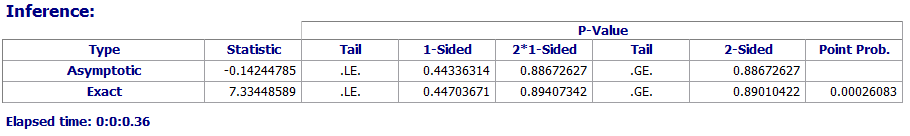 Inference:
P-Value
Type Statistic Tail 1-Sided 2*1-Sided Tail 2-Sided Point Prob.
Asymptotic -0.14244785 .LE. 0.44336314 0.88672627 .GE. 0.88672627
Exact 7.33448589 .LE. 0.44703671 0.89407342 .GE. 0.89010422 0.00026083
Elapsed time: 0:0:0.36